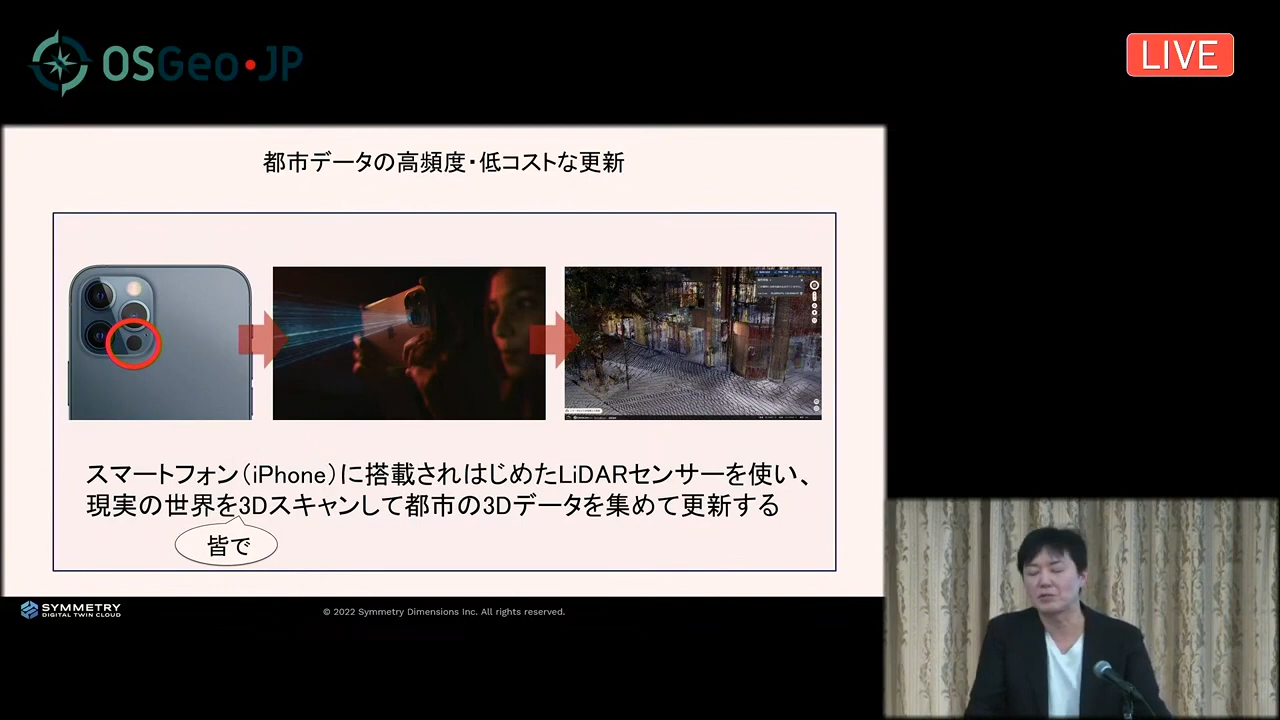 OSGeo・JP
LIVE
都市データの高頻度・低コストな更新
スマートフォン（iPhone）に搭載されはじめたLiDARセンサーを使い、
現実の世界を3Dスキャンして都市の3Dデータを集めて更新する
皆で
SYMMETRY
DIGITAL TWIN CLOUD
© 2022 Symmetry Dimensions Inc. All rights reserved.